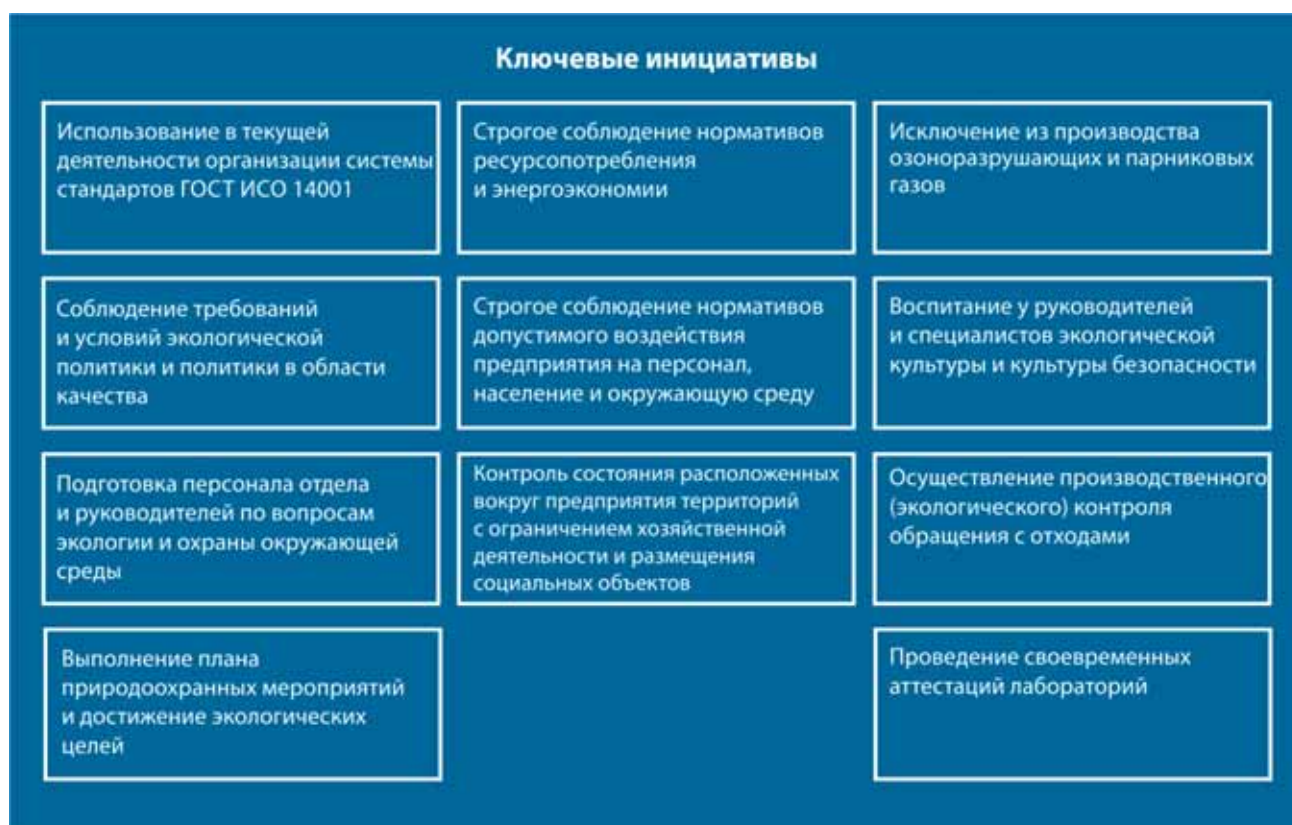 Ключевые инициативы
Использование в текущей
деятельности организации системы
стандартов ГОСТ ИСО 14001
Строгое соблюдение нормативов
ресурсопотребления
и энергоэкономии
Исключение из производства
озоноразрушающих и парниковых
газов
Соблюдение требований
и условий экологической
политики и политики в области
качества
Строгое соблюдение нормативов
допустимого воздействия
предприятия на персонал,
население и окружающую среду
Воспитание у руководителей
и специалистов экологической
культуры и культуры безопасности
Подготовка персонала отдела
и руководителей по вопросам
экологии и охраны окружающей
среды
Контроль состояния расположенных
вокруг предприятия территорий
с ограничением хозяйственной
деятельности и размещения
социальных объектов
Осуществление производственного
(экологического) контроля
обращения с отходами
Выполнение плана
природоохранных мероприятий
и достижение экологических
целей
Проведение своевременных
аттестаций лабораторий